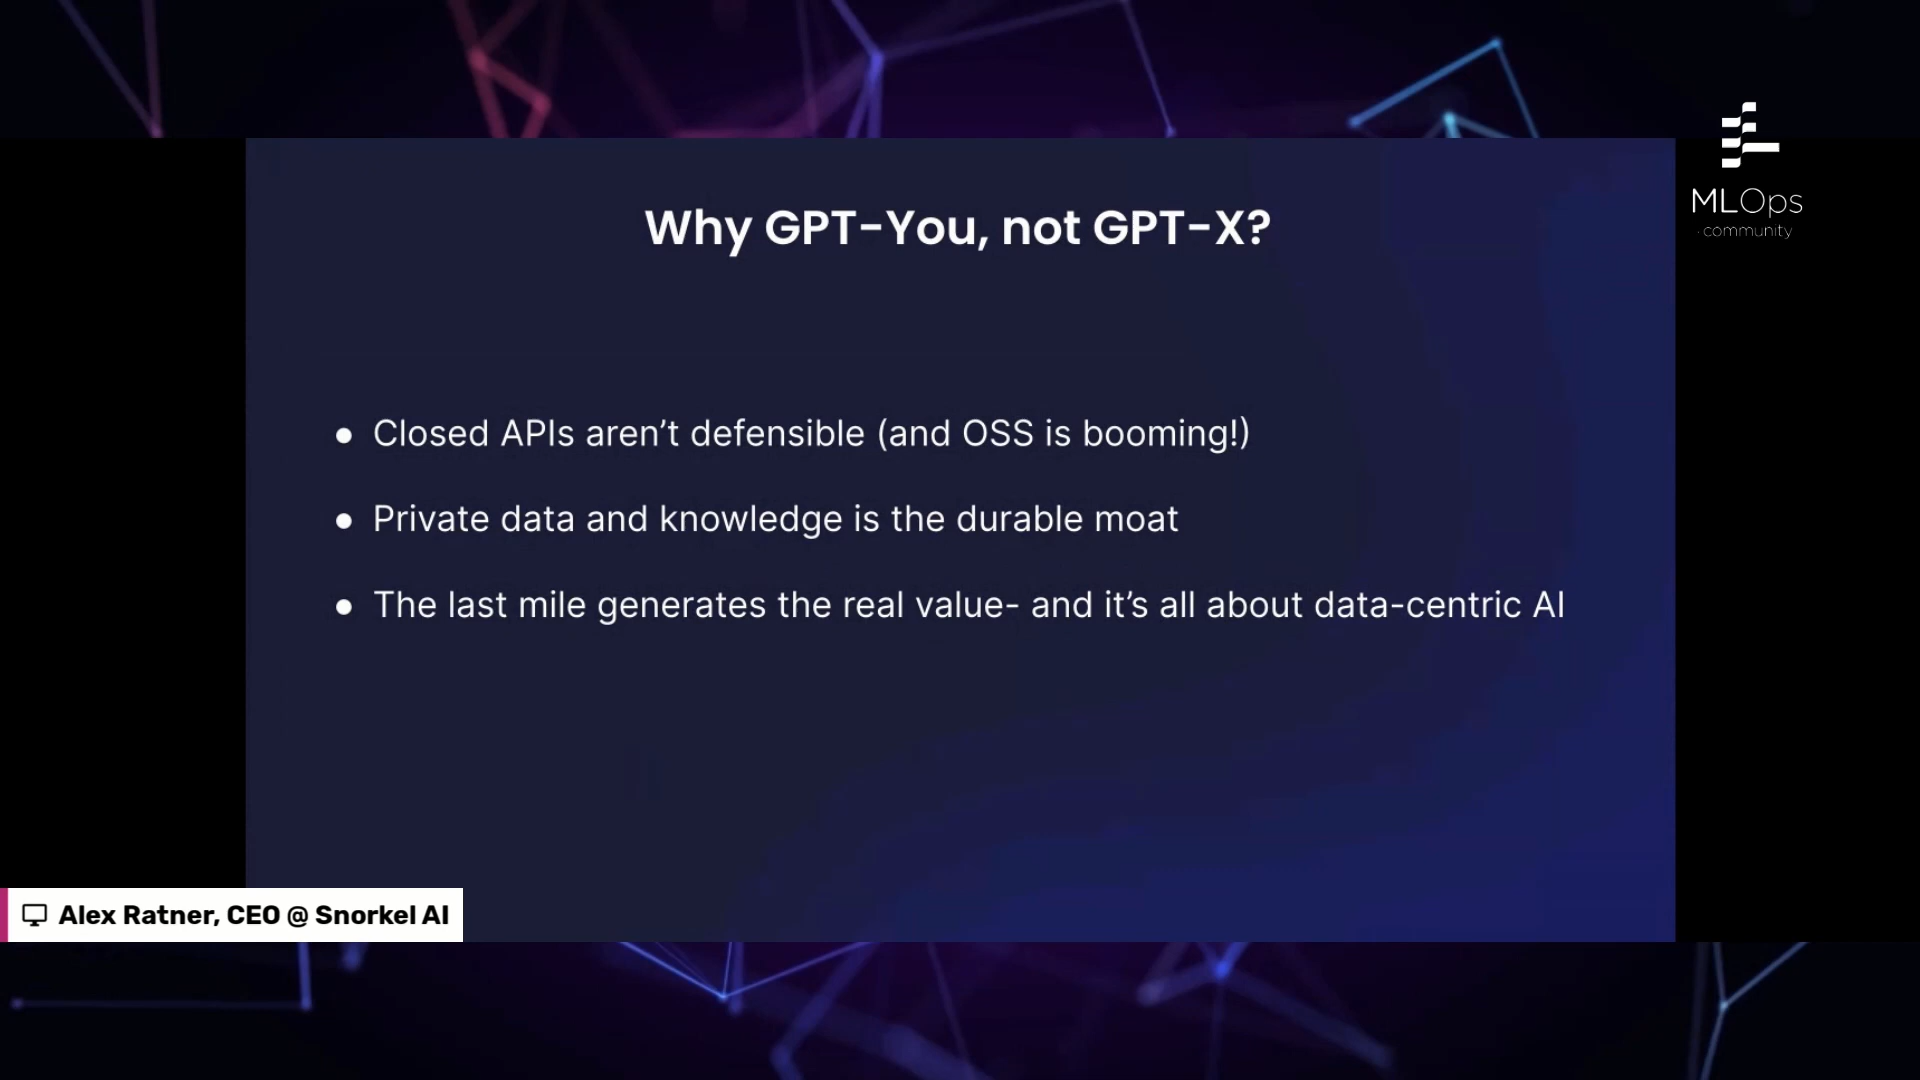 Why GPT-You, not GPT-X?
MLOps
community
● Closed APIs aren’t defensible (and OSS is booming!)
● Private data and knowledge is the durable moat
● The last mile generates the real value- and it’s all about data-centric AI
Alex Ratner, CEO @ Snorkel AI